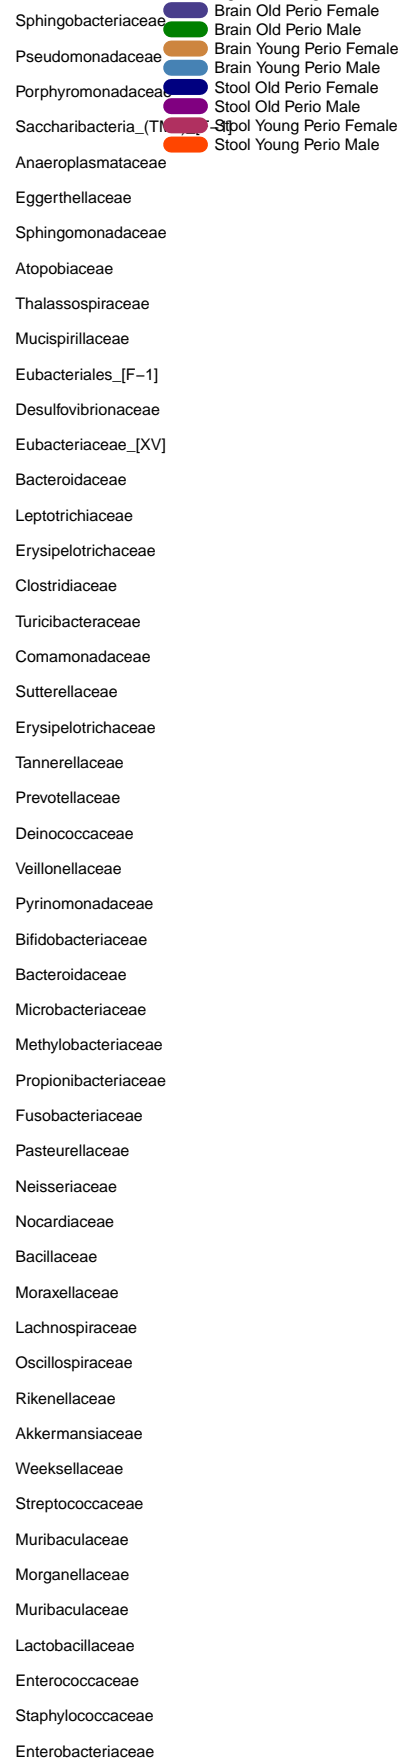 Brain Old Perio Female
Brain Old Perio Male
Brain Young Perio Female
Brain Young Perio Male
Stool Old Perio Female
Stool Old Perio Male
Stool Young Perio Female
Stool Young Perio Male
Sphingobacteriaceae
Pseudomonadaceae
Porphyromonadaceae
Saccharibacteria_(TM
Anaeroplasmataceae
Eggerthellaceae
Sphingomonadaceae
Atopobiaceae
Thalassospiraceae
Mucispirillaceae
Eubacteriales_[F−1]
Desulfovibrionaceae
Eubacteriaceae_[XV]
Bacteroidaceae
Leptotrichiaceae
Erysipelotrichaceae
Clostridiaceae
Turicibacteraceae
Comamonadaceae
Sutterellaceae
Erysipelotrichaceae
Tannerellaceae
Prevotellaceae
Deinococcaceae
Veillonellaceae
Pyrinomonadaceae
Bifidobacteriaceae
Bacteroidaceae
Microbacteriaceae
Methylobacteriaceae
Propionibacteriaceae
Fusobacteriaceae
Pasteurellaceae
Neisseriaceae
Nocardiaceae
Bacillaceae
Moraxellaceae
Lachnospiraceae
Oscillospiraceae
Rikenellaceae
Akkermansiaceae
Weeksellaceae
Streptococcaceae
Muribaculaceae
Morganellaceae
Muribaculaceae
Lactobacillaceae
Enterococcaceae
Staphylococcaceae
Enterobacteriaceae